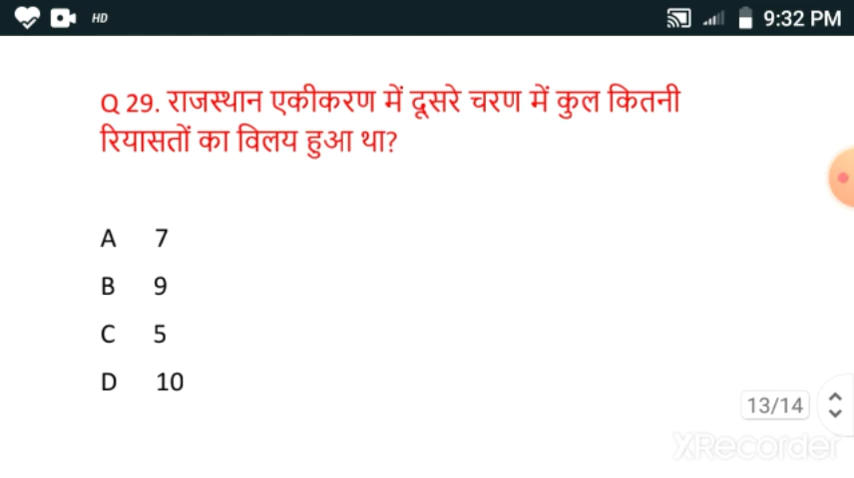 HD
9:32 PM
Q 29. राजस्थान एकीकरण में दूसरे चरण में कुल कितनी
रियासतों का विलय हुआ था?
A 7
B 9
C 5
D 10
13/14
XRecorder